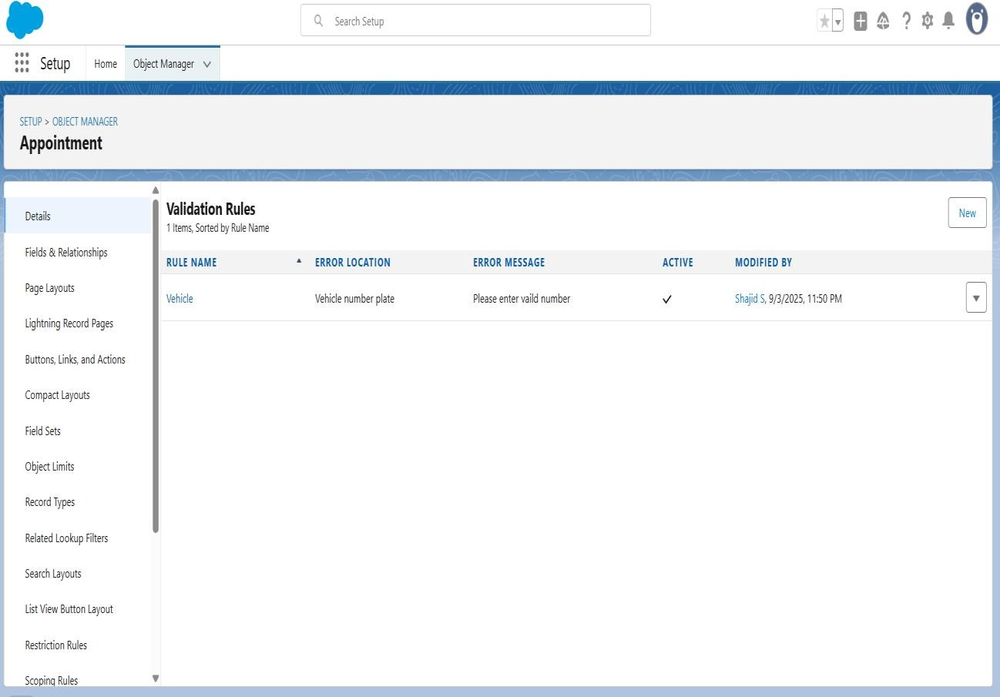 Search Setup
Setup
Home
Object Manager
SETUP > OBJECT MANAGER
Appointment
Details
Fields & Relationships
Page Layouts
Lightning Record Pages
Buttons, Links, and Actions
Compact Layouts
Field Sets
Object Limits
Record Types
Related Lookup Filters
Search Layouts
List View Button Layout
Restriction Rules
Scoping Rules
Validation Rules
1 Items, Sorted by Rule Name
New
RULE NAME ERROR LOCATION ERROR MESSAGE ACTIVE MODIFIED BY
Vehicle Vehicle number plate Please enter vaild number Shajid S, 9/3/2025, 11:50 PM